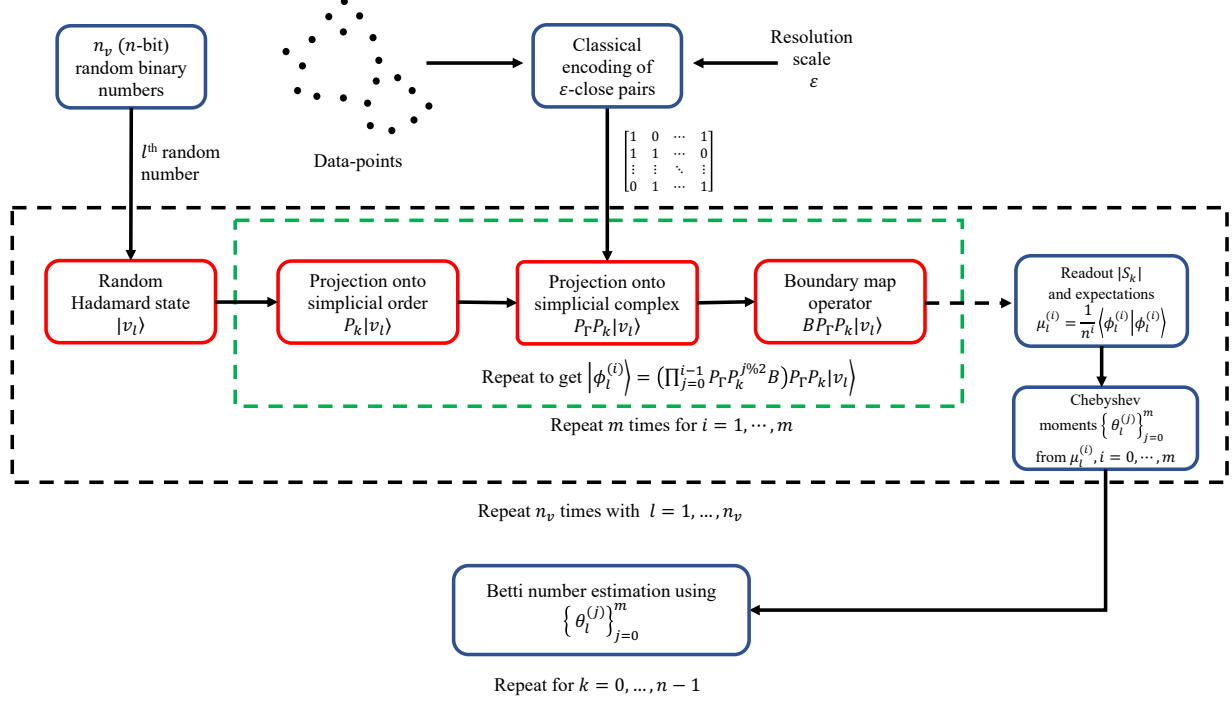 n_v (n-bit)
random binary
numbers
Classical
encoding of
ε-close pairs
Resolution
scale
ε
l^th random
number
Data-points
[1 0 ⋯ 1
1 1 ⋯ 0
⋮ ⋮ ⋱ ⋮
0 1 ⋯ 1]
Random
Hadamard state
|v_l⟩
Projection onto
simplicial order
P_k|v_l⟩
Projection onto
simplicial complex
P_Γ P_k|v_l⟩
Boundary map
operator
BP_Γ P_k|v_l⟩
Readout |S_k|
and expectations
μ_l^(i) = 1/n^i ⟨ϕ_l^(i)|ϕ_l^(i)⟩
Repeat to get |ϕ_l^(i)⟩ = (∏_{j=0}^{i−1} P_Γ P_k^{j%2} B) P_Γ P_k|v_l⟩
Repeat m times for i = 1, ⋯, m
Chebyshev
moments {θ_l^(j)}_{j=0}^m
from μ_l^(i), i = 0, ⋯, m
Repeat n_v times with l = 1, …, n_v
Betti number estimation using
{θ_l^(j)}_{j=0}^m
Repeat for k = 0, …, n − 1